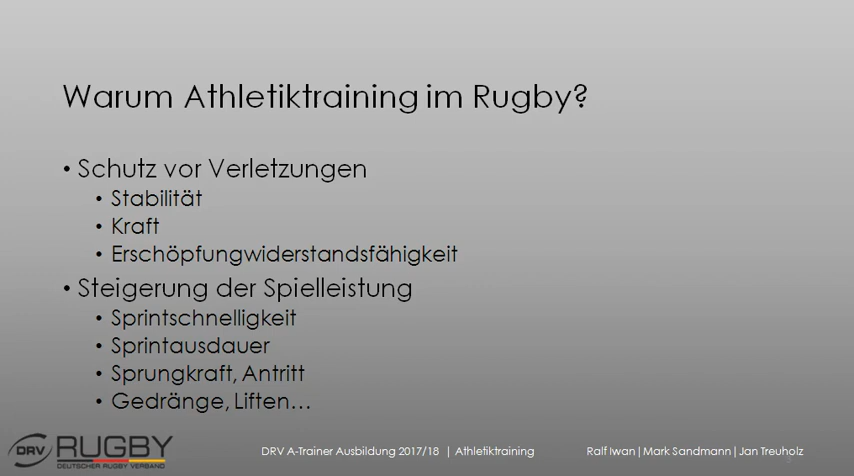 Warum Athletiktraining im Rugby?
• Schutz vor Verletzungen
• Stabilität
• Kraft
• Erschöpfungwiderstandsfähigkeit
• Steigerung der Spielleistung
• Sprintschnelligkeit
• Sprintausdauer
• Sprungkraft, Antritt
• Gedränge, Liften…
DRV RUGBY
DEUTSCHER RUGBY VERBAND
DRV A-Trainer Ausbildung 2017/18 | Athletiktraining
Ralf Iwan|Mark Sandmann|Jan Treuholz